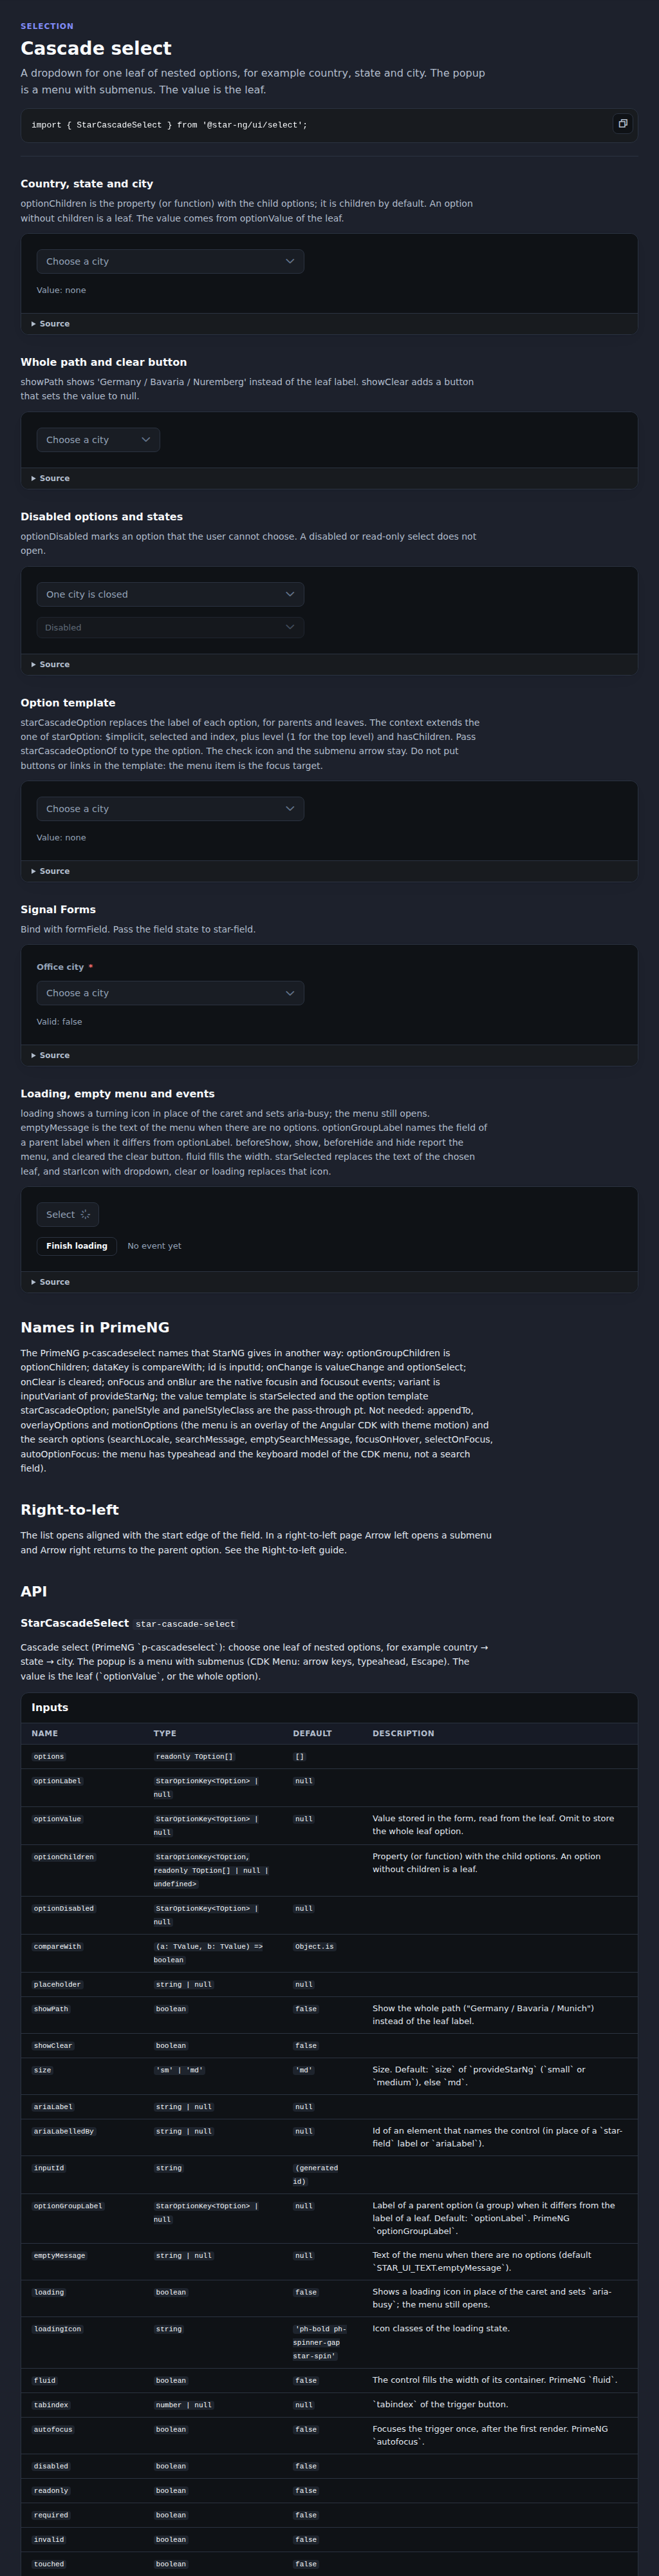 SELECTION
Cascade select
A dropdown for one leaf of nested options, for example country, state and city. The popup
is a menu with submenus. The value is the leaf.
import { StarCascadeSelect } from '@star-ng/ui/select';
Country, state and city
optionChildren is the property (or function) with the child options; it is children by default. An option
without children is a leaf. The value comes from optionValue of the leaf.
Choose a city
Value: none
Source
Whole path and clear button
showPath shows 'Germany / Bavaria / Nuremberg' instead of the leaf label. showClear adds a button
that sets the value to null.
Choose a city
Source
Disabled options and states
optionDisabled marks an option that the user cannot choose. A disabled or read-only select does not
open.
One city is closed
Disabled
Source
Option template
starCascadeOption replaces the label of each option, for parents and leaves. The context extends the
one of starOption: $implicit, selected and index, plus level (1 for the top level) and hasChildren. Pass
starCascadeOptionOf to type the option. The check icon and the submenu arrow stay. Do not put
buttons or links in the template: the menu item is the focus target.
Choose a city
Value: none
Source
Signal Forms
Bind with formField. Pass the field state to star-field.
Office city *
Choose a city
Valid: false
Source
Loading, empty menu and events
loading shows a turning icon in place of the caret and sets aria-busy; the menu still opens.
emptyMessage is the text of the menu when there are no options. optionGroupLabel names the field of
a parent label when it differs from optionLabel. beforeShow, show, beforeHide and hide report the
menu, and cleared the clear button. fluid fills the width. starSelected replaces the text of the chosen
leaf, and starIcon with dropdown, clear or loading replaces that icon.
Select
Finish loading No event yet
Source
Names in PrimeNG
The PrimeNG p-cascadeselect names that StarNG gives in another way: optionGroupChildren is
optionChildren; dataKey is compareWith; id is inputId; onChange is valueChange and optionSelect;
onClear is cleared; onFocus and onBlur are the native focusin and focusout events; variant is
inputVariant of provideStarNg; the value template is starSelected and the option template
starCascadeOption; panelStyle and panelStyleClass are the pass-through pt. Not needed: appendTo,
overlayOptions and motionOptions (the menu is an overlay of the Angular CDK with theme motion) and
the search options (searchLocale, searchMessage, emptySearchMessage, focusOnHover, selectOnFocus,
autoOptionFocus: the menu has typeahead and the keyboard model of the CDK menu, not a search
field).
Right-to-left
The list opens aligned with the start edge of the field. In a right-to-left page Arrow left opens a submenu
and Arrow right returns to the parent option. See the Right-to-left guide.
API
StarCascadeSelect star-cascade-select
Cascade select (PrimeNG `p-cascadeselect`): choose one leaf of nested options, for example country →
state → city. The popup is a menu with submenus (CDK Menu: arrow keys, typeahead, Escape). The
value is the leaf (`optionValue`, or the whole option).
Inputs
NAME TYPE DEFAULT DESCRIPTION
options readonly TOption[] []
optionLabel StarOptionKey<TOption> | null
null
optionValue StarOptionKey<TOption> | null Value stored in the form, read from the leaf. Omit to store
null the whole leaf option.
optionChildren StarOptionKey<TOption, Property (or function) with the child options. An option
readonly TOption[] | null | without children is a leaf.
undefined>
optionDisabled StarOptionKey<TOption> | null
null
compareWith (a: TValue, b: TValue) => Object.is
boolean
placeholder string | null null
showPath boolean false Show the whole path ("Germany / Bavaria / Munich")
instead of the leaf label.
showClear boolean false
size 'sm' | 'md' 'md' Size. Default: `size` of `provideStarNg` (`small` or
`medium`), else `md`.
ariaLabel string | null null
ariaLabelledBy string | null null Id of an element that names the control (in place of a `star-
field` label or `ariaLabel`).
inputId string (generated
id)
optionGroupLabel StarOptionKey<TOption> | null Label of a parent option (a group) when it differs from the
null label of a leaf. Default: `optionLabel`. PrimeNG
`optionGroupLabel`.
emptyMessage string | null null Text of the menu when there are no options (default
`STAR_UI_TEXT.emptyMessage`).
loading boolean false Shows a loading icon in place of the caret and sets `aria-
busy`; the menu still opens.
loadingIcon string 'ph-bold ph- Icon classes of the loading state.
spinner-gap
star-spin'
fluid boolean false The control fills the width of its container. PrimeNG `fluid`.
tabindex number | null null `tabindex` of the trigger button.
autofocus boolean false Focuses the trigger once, after the first render. PrimeNG
`autofocus`.
disabled boolean false
readonly boolean false
required boolean false
invalid boolean false
touched boolean false